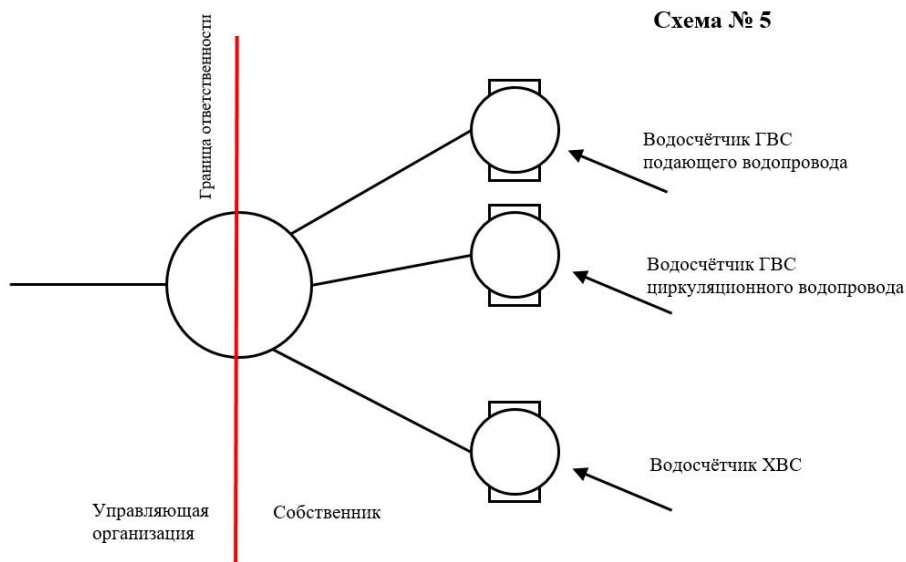 Схема № 5
Граница ответственности
Водосчётчик ГВС
подающего водопровода
Водосчётчик ГВС
циркуляционного водопровода
Водосчётчик ХВС
Управляющая
организация
Собственник